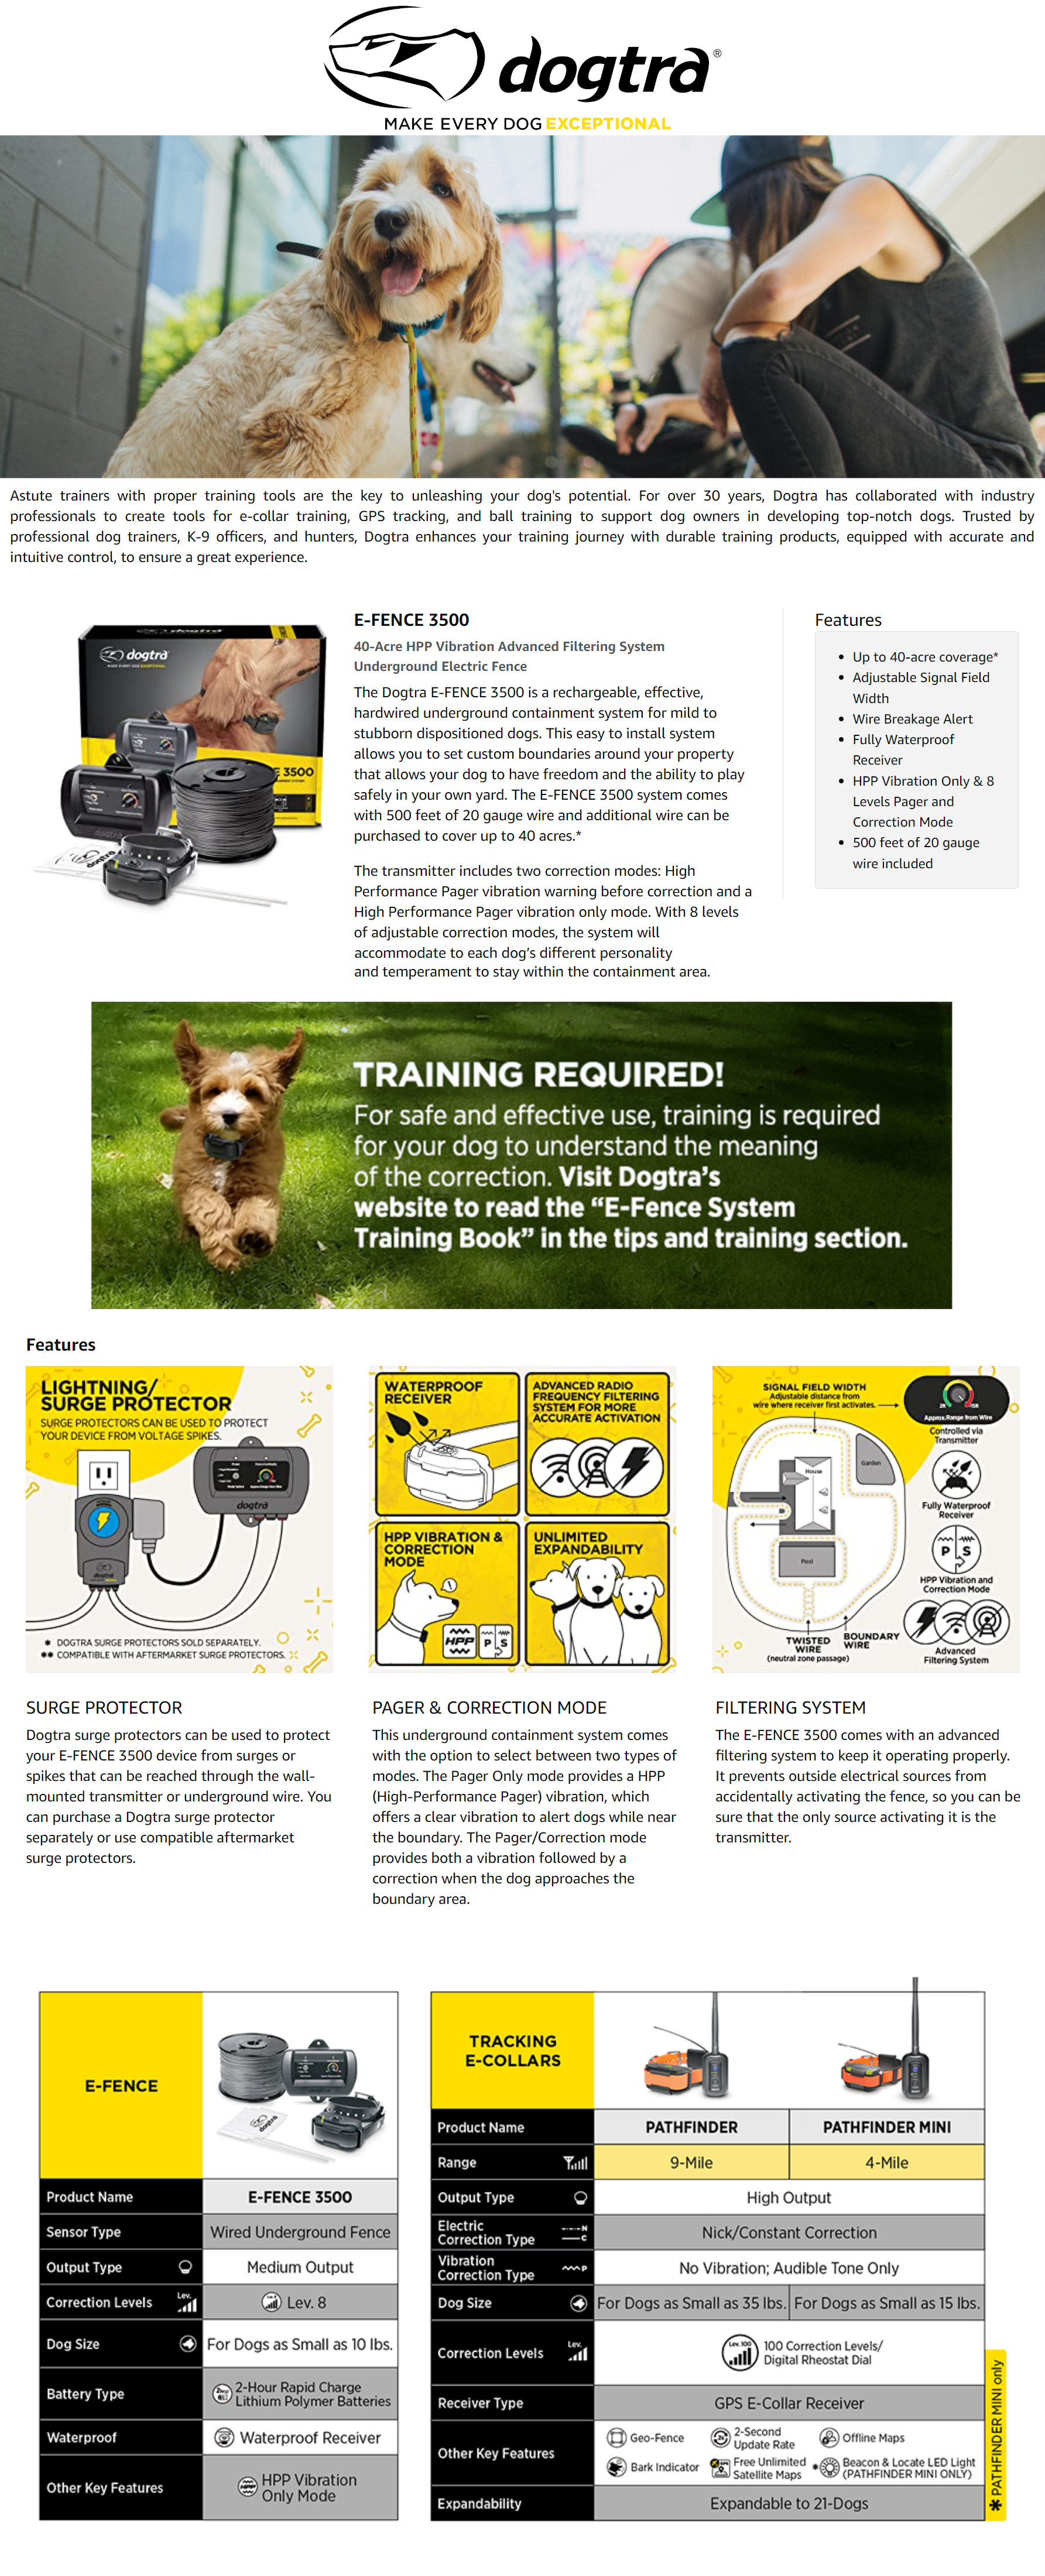 dogtra®
MAKE EVERY DOG EXCEPTIONAL
Astute trainers with proper training tools are the key to unleashing your dog's potential. For over 30 years, Dogtra has collaborated with industry
professionals to create tools for e-collar training, GPS tracking, and ball training to support dog owners in developing top-notch dogs. Trusted by
professional dog trainers, K-9 officers, and hunters, Dogtra enhances your training journey with durable training products, equipped with accurate and
intuitive control, to ensure a great experience.
dogtra
3500
dogtra
E-FENCE 3500
40-Acre HPP Vibration Advanced Filtering System
Underground Electric Fence
The Dogtra E-FENCE 3500 is a rechargeable, effective,
hardwired underground containment system for mild to
stubborn dispositioned dogs. This easy to install system
allows you to set custom boundaries around your property
that allows your dog to have freedom and the ability to play
safely in your own yard. The E-FENCE 3500 system comes
with 500 feet of 20 gauge wire and additional wire can be
purchased to cover up to 40 acres.*
The transmitter includes two correction modes: High
Performance Pager vibration warning before correction and a
High Performance Pager vibration only mode. With 8 levels
of adjustable correction modes, the system will
accommodate to each dog's different personality
and temperament to stay within the containment area.
Features
• Up to 40-acre coverage*
• Adjustable Signal Field
Width
• Wire Breakage Alert
• Fully Waterproof
Receiver
• HPP Vibration Only & 8
Levels Pager and
Correction Mode
• 500 feet of 20 gauge
wire included
TRAINING REQUIRED!
For safe and effective use, training is required
for your dog to understand the meaning
of the correction. Visit Dogtra's
website to read the “E-Fence System
Training Book” in the tips and training section.
Features
LIGHTNING/
SURGE PROTECTOR
SURGE PROTECTORS CAN BE USED TO PROTECT
YOUR DEVICE FROM VOLTAGE SPIKES.
dogtra
dogtra
* DOGTRA SURGE PROTECTORS SOLD SEPARATELY.
** COMPATIBLE WITH AFTERMARKET SURGE PROTECTORS.
WATERPROOF
RECEIVER
ADVANCED RADIO
FREQUENCY FILTERING
SYSTEM FOR MORE
ACCURATE ACTIVATION
HPP VIBRATION &
CORRECTION
MODE
HPP
P S
UNLIMITED
EXPANDABILITY
SIGNAL FIELD WIDTH
Adjustable distance from
wire where receiver first activates.
Approx.Range from Wire
Controlled via
Transmitter
House
Garden
Pool
Fully Waterproof
Receiver
P S
HPP Vibration and
Correction Mode
TWISTED
WIRE
(neutral zone passage)
BOUNDARY
WIRE
Advanced
Filtering System
SURGE PROTECTOR
Dogtra surge protectors can be used to protect
your E-FENCE 3500 device from surges or
spikes that can be reached through the wall-
mounted transmitter or underground wire. You
can purchase a Dogtra surge protector
separately or use compatible aftermarket
surge protectors.
PAGER & CORRECTION MODE
This underground containment system comes
with the option to select between two types of
modes. The Pager Only mode provides a HPP
(High-Performance Pager) vibration, which
offers a clear vibration to alert dogs while near
the boundary. The Pager/Correction mode
provides both a vibration followed by a
correction when the dog approaches the
boundary area.
FILTERING SYSTEM
The E-FENCE 3500 comes with an advanced
filtering system to keep it operating properly.
It prevents outside electrical sources from
accidentally activating the fence, so you can be
sure that the only source activating it is the
transmitter.
E-FENCE
dogtra
Product Name E-FENCE 3500
Sensor Type Wired Underground Fence
Output Type Medium Output
Correction Levels Lev. Lev. 8
Dog Size For Dogs as Small as 10 lbs.
Battery Type 2-Hour Rapid Charge
Lithium Polymer Batteries
Waterproof Waterproof Receiver
Other Key Features HPP Vibration
Only Mode
TRACKING
E-COLLARS
Product Name PATHFINDER PATHFINDER MINI
Range 9-Mile 4-Mile
Output Type High Output
Electric
Correction Type N C Nick/Constant Correction
Vibration
Correction Type P No Vibration; Audible Tone Only
Dog Size For Dogs as Small as 35 lbs. For Dogs as Small as 15 lbs.
Correction Levels Lev. Lev. 100 100 Correction Levels/
Digital Rheostat Dial
Receiver Type GPS E-Collar Receiver
Other Key Features Geo-Fence 2-Second
Update Rate Offline Maps
Bark Indicator Free Unlimited
Satellite Maps * Beacon & Locate LED Light
(PATHFINDER MINI ONLY)
Expandability Expandable to 21-Dogs
* PATHFINDER MINI only